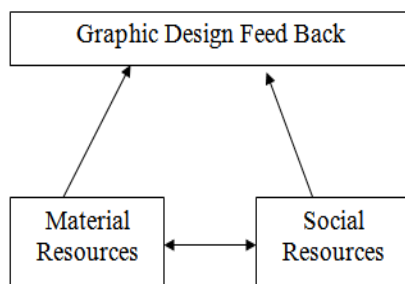 Graphic Design Feed Back
Material
Resources
Social
Resources